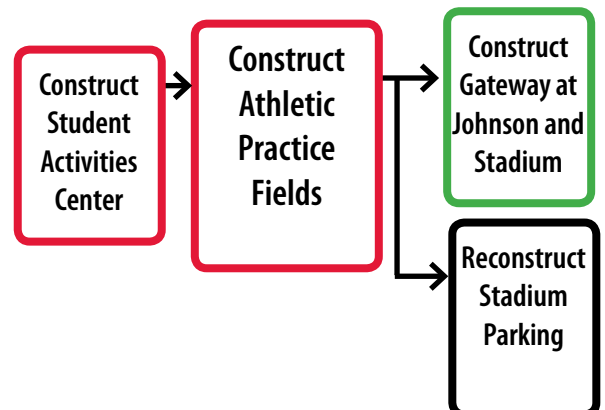 Construct
Student
Activities
Center
Construct
Athletic
Practice
Fields
Construct
Gateway at
Johnson and
Stadium
Reconstruct
Stadium
Parking